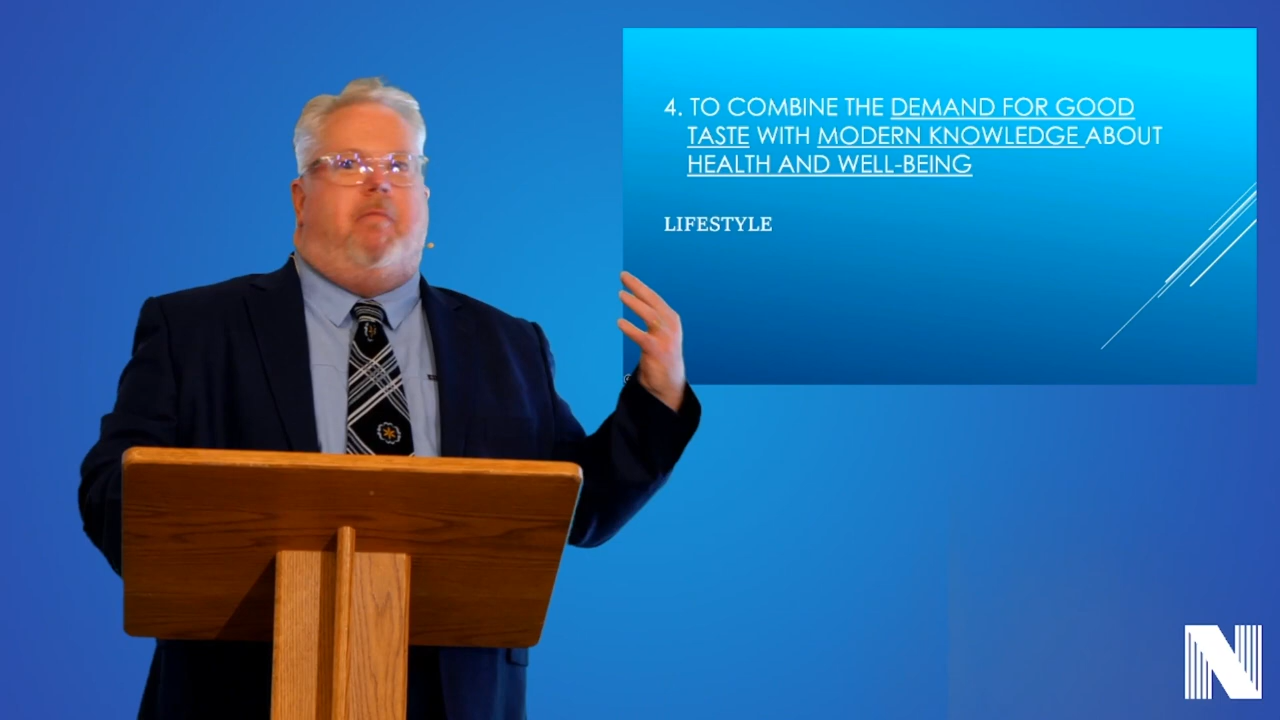 4. TO COMBINE THE DEMAND FOR GOOD
TASTE WITH MODERN KNOWLEDGE ABOUT
HEALTH AND WELL-BEING
LIFESTYLE
N